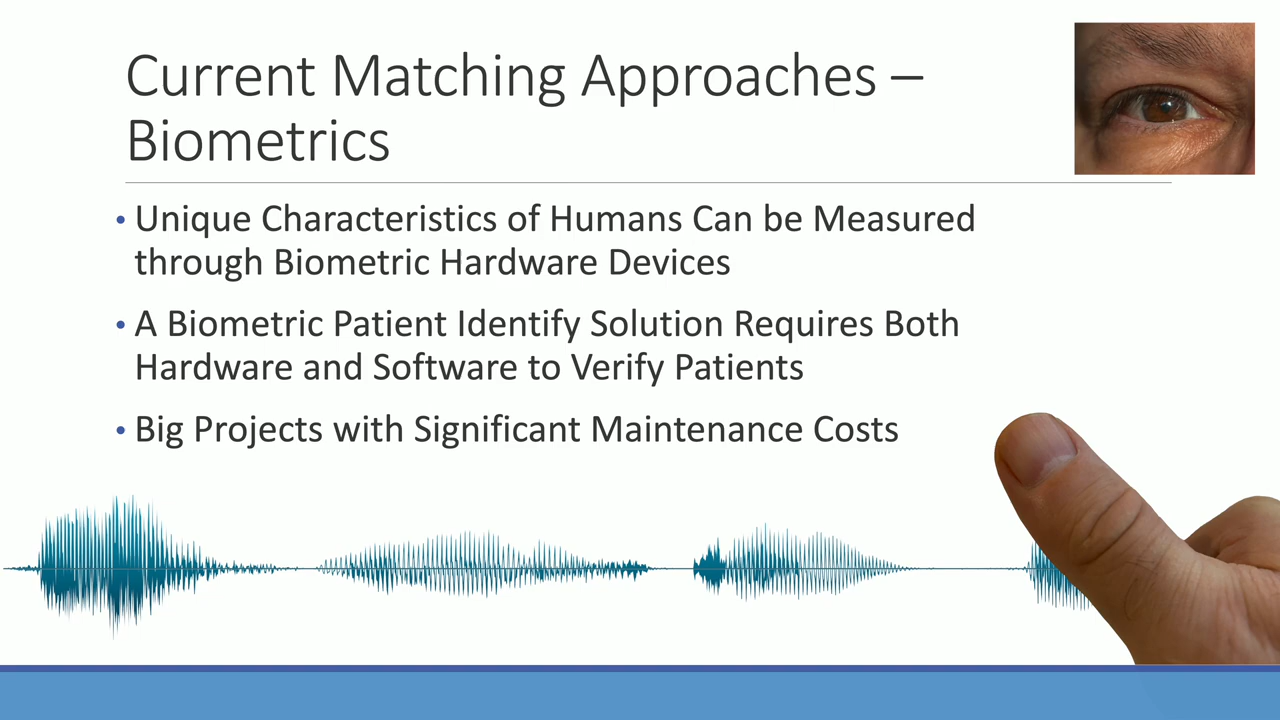 Current Matching Approaches –
Biometrics
• Unique Characteristics of Humans Can be Measured
through Biometric Hardware Devices
• A Biometric Patient Identify Solution Requires Both
Hardware and Software to Verify Patients
• Big Projects with Significant Maintenance Costs